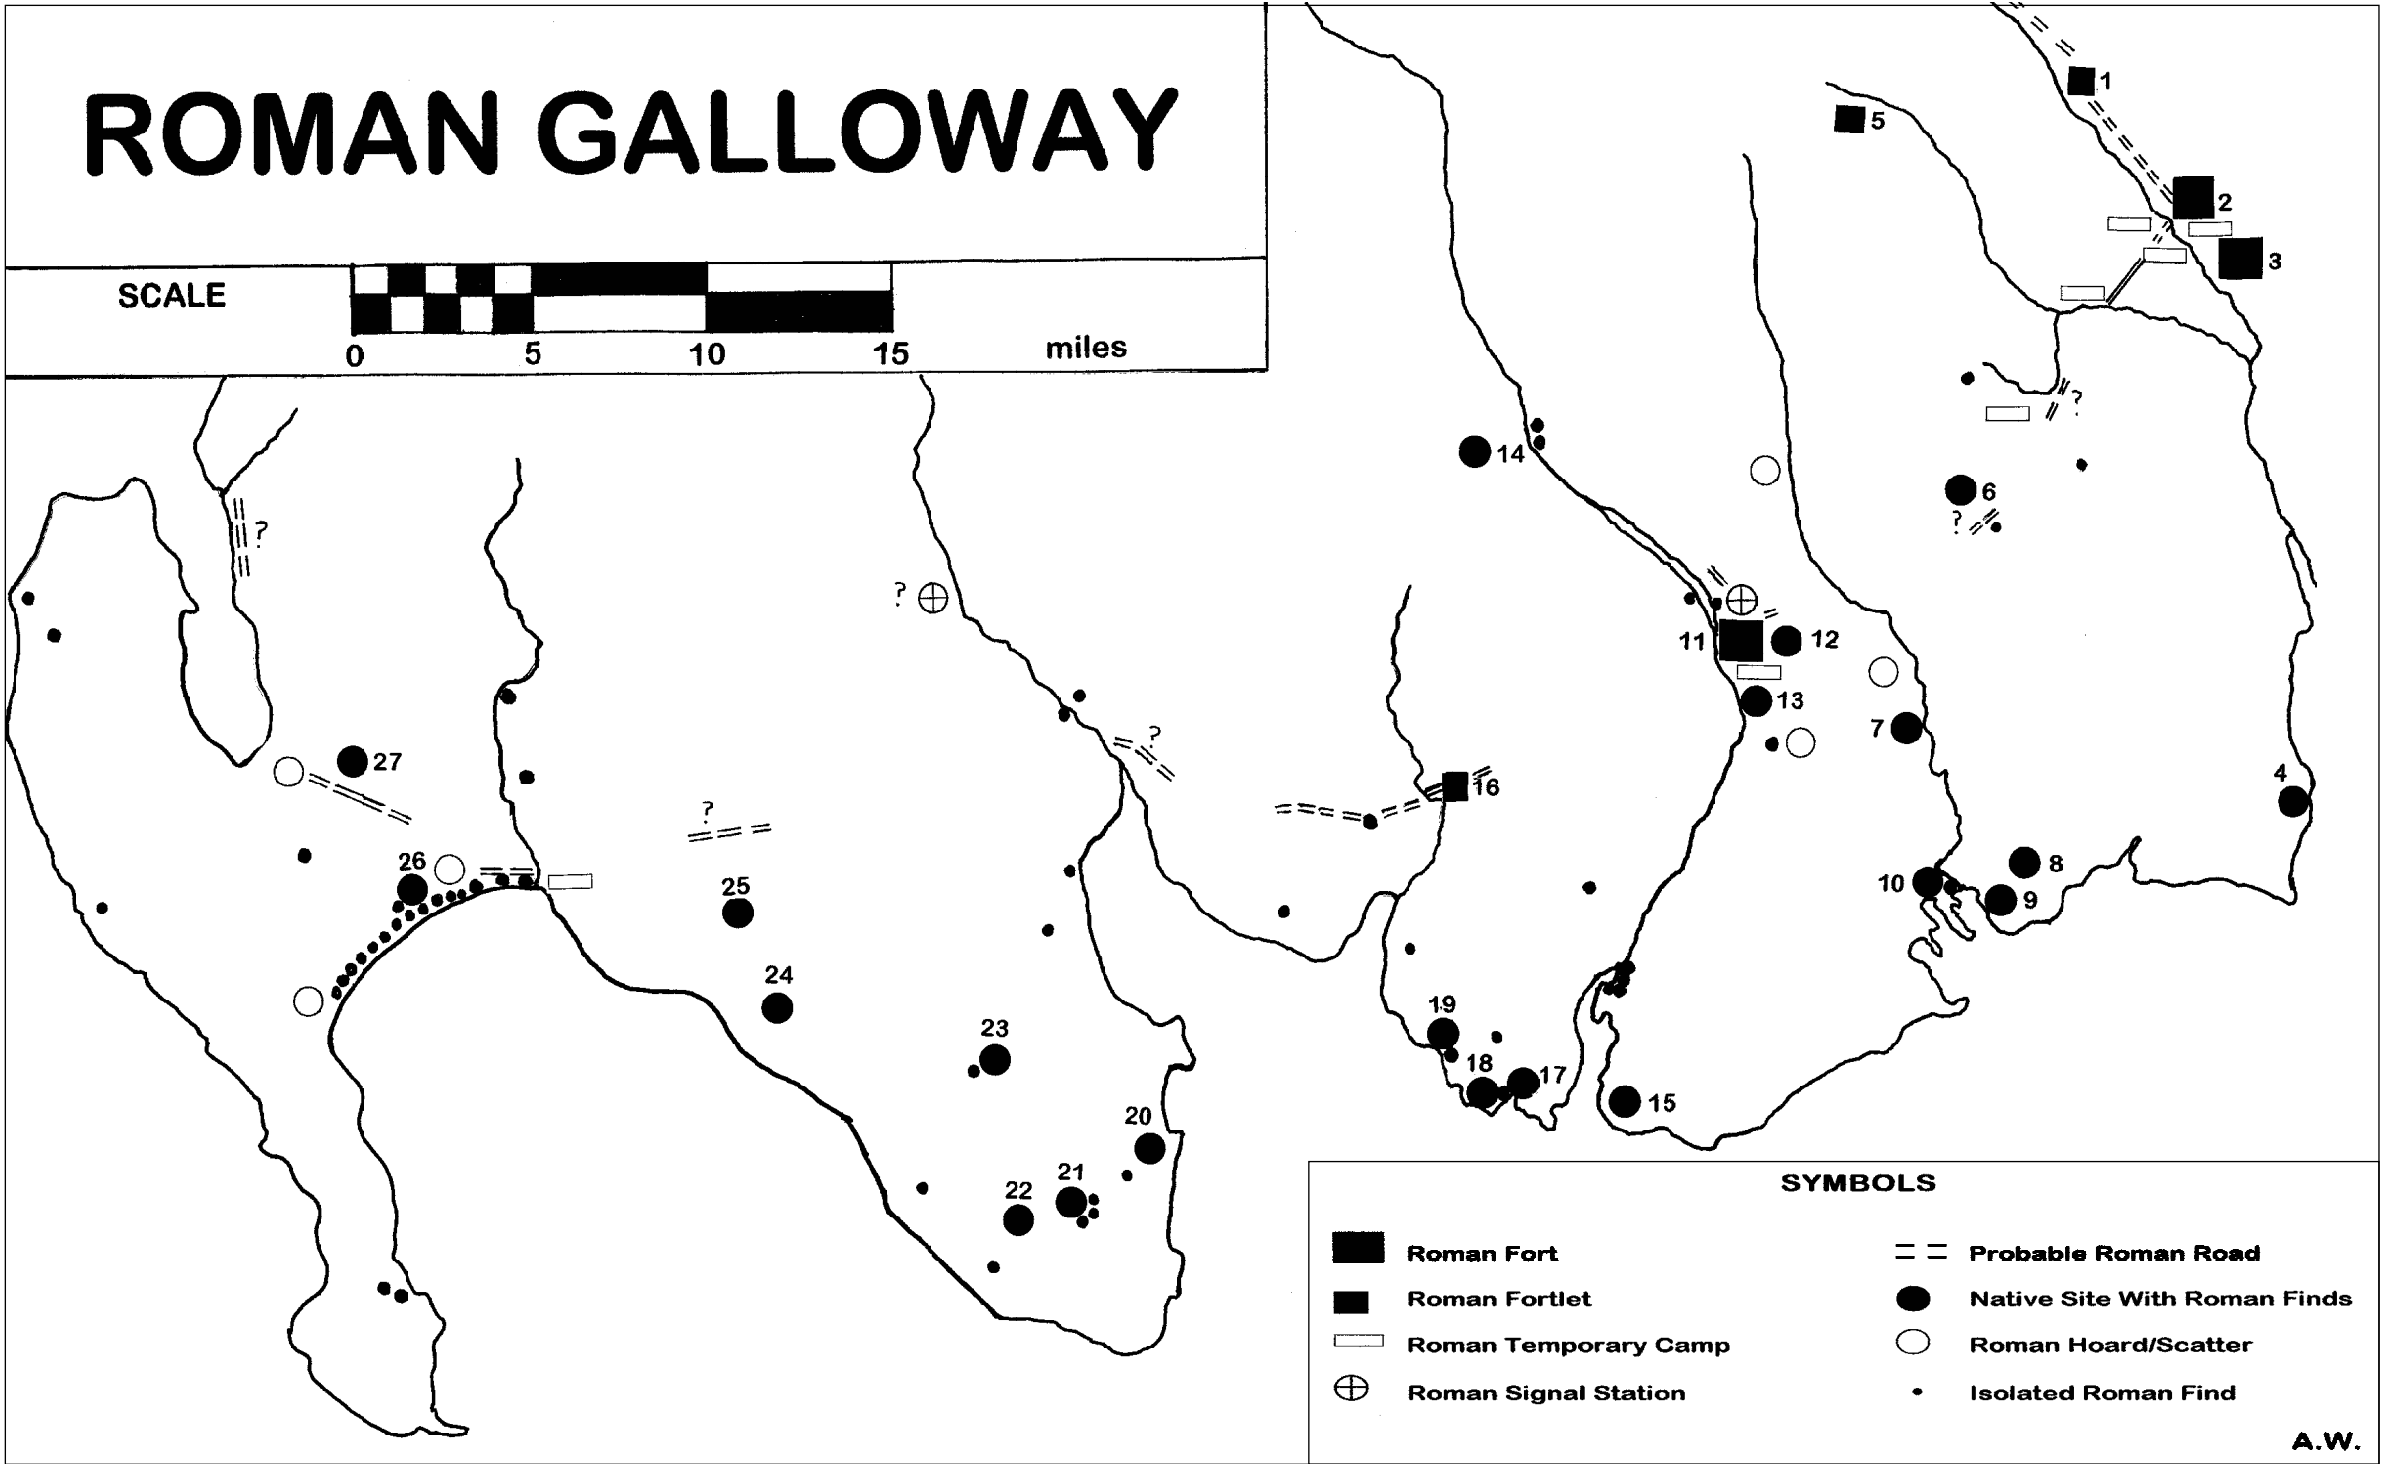 ROMAN GALLOWAY
SCALE
0 5 10 15 miles
1
5
2
3
?
14
6
?
?
?
11
12
13
7
?
27
16
4
?
26
25
8
10
9
24
19
23
18
17
15
20
21
22
SYMBOLS
Roman Fort
Roman Fortlet
Roman Temporary Camp
Roman Signal Station
Probable Roman Road
Native Site With Roman Finds
Roman Hoard/Scatter
Isolated Roman Find
A.W.